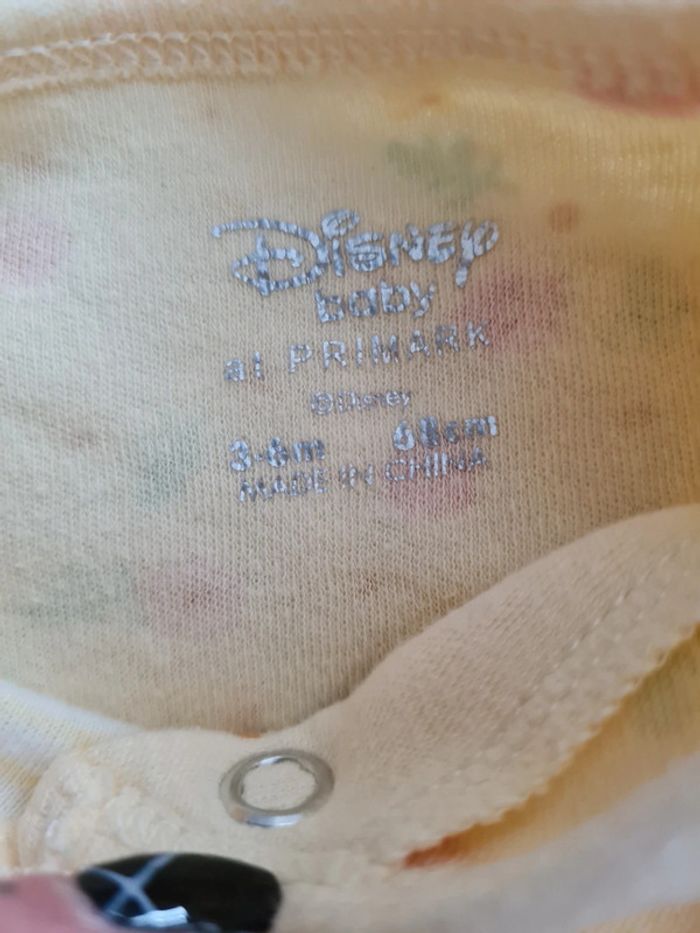 Disney
baby
at PRIMARK
©Disney
3-6m 68cm
MADE IN CHINA